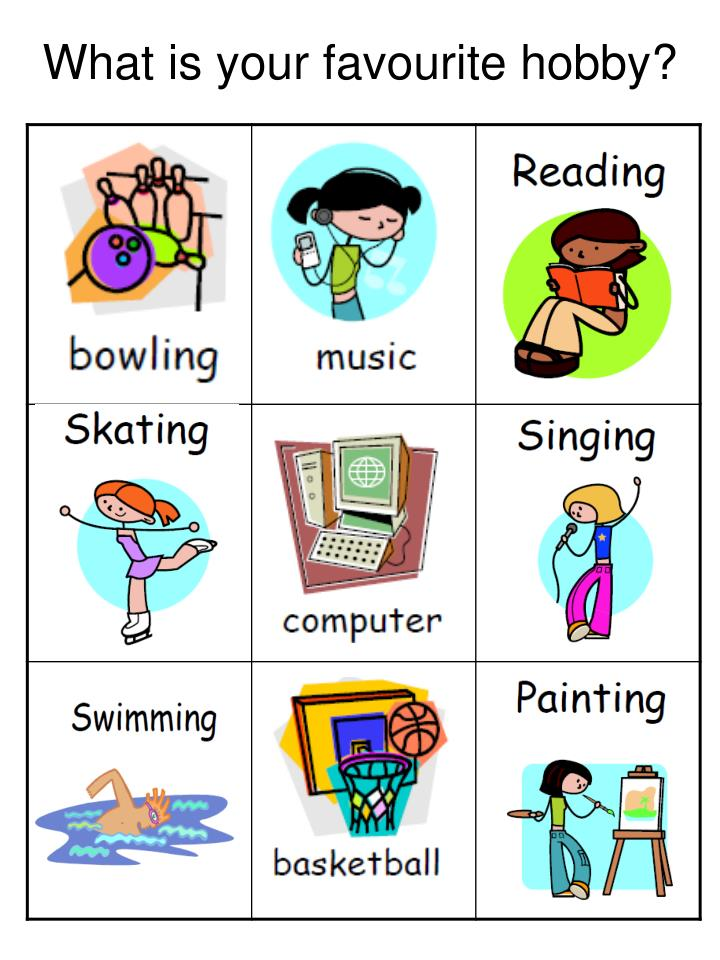 What is your favourite hobby?
bowling
music
Reading
Skating
computer
Singing
Swimming
basketball
Painting